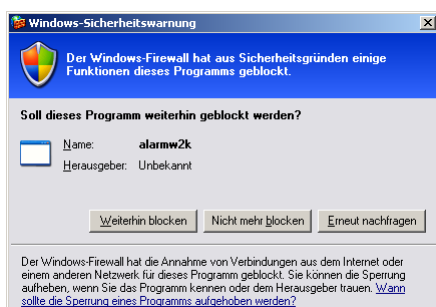 Windows-Sicherheitswarnung
Der Windows-Firewall hat aus Sicherheitsgründen einige
Funktionen dieses Programms geblockt.
Soll dieses Programm weiterhin geblockt werden?
Name: alarmw2k
Herausgeber: Unbekannt
Weiterhin blocken Nicht mehr blocken Erneut nachfragen
Der Windows-Firewall hat die Annahme von Verbindungen aus dem Internet oder
einem anderen Netzwerk für dieses Programm geblockt. Sie können die Sperrung
aufheben, wenn Sie das Programm kennen oder dem Herausgeber trauen. Wann
sollte die Sperrung eines Programms aufgehoben werden?